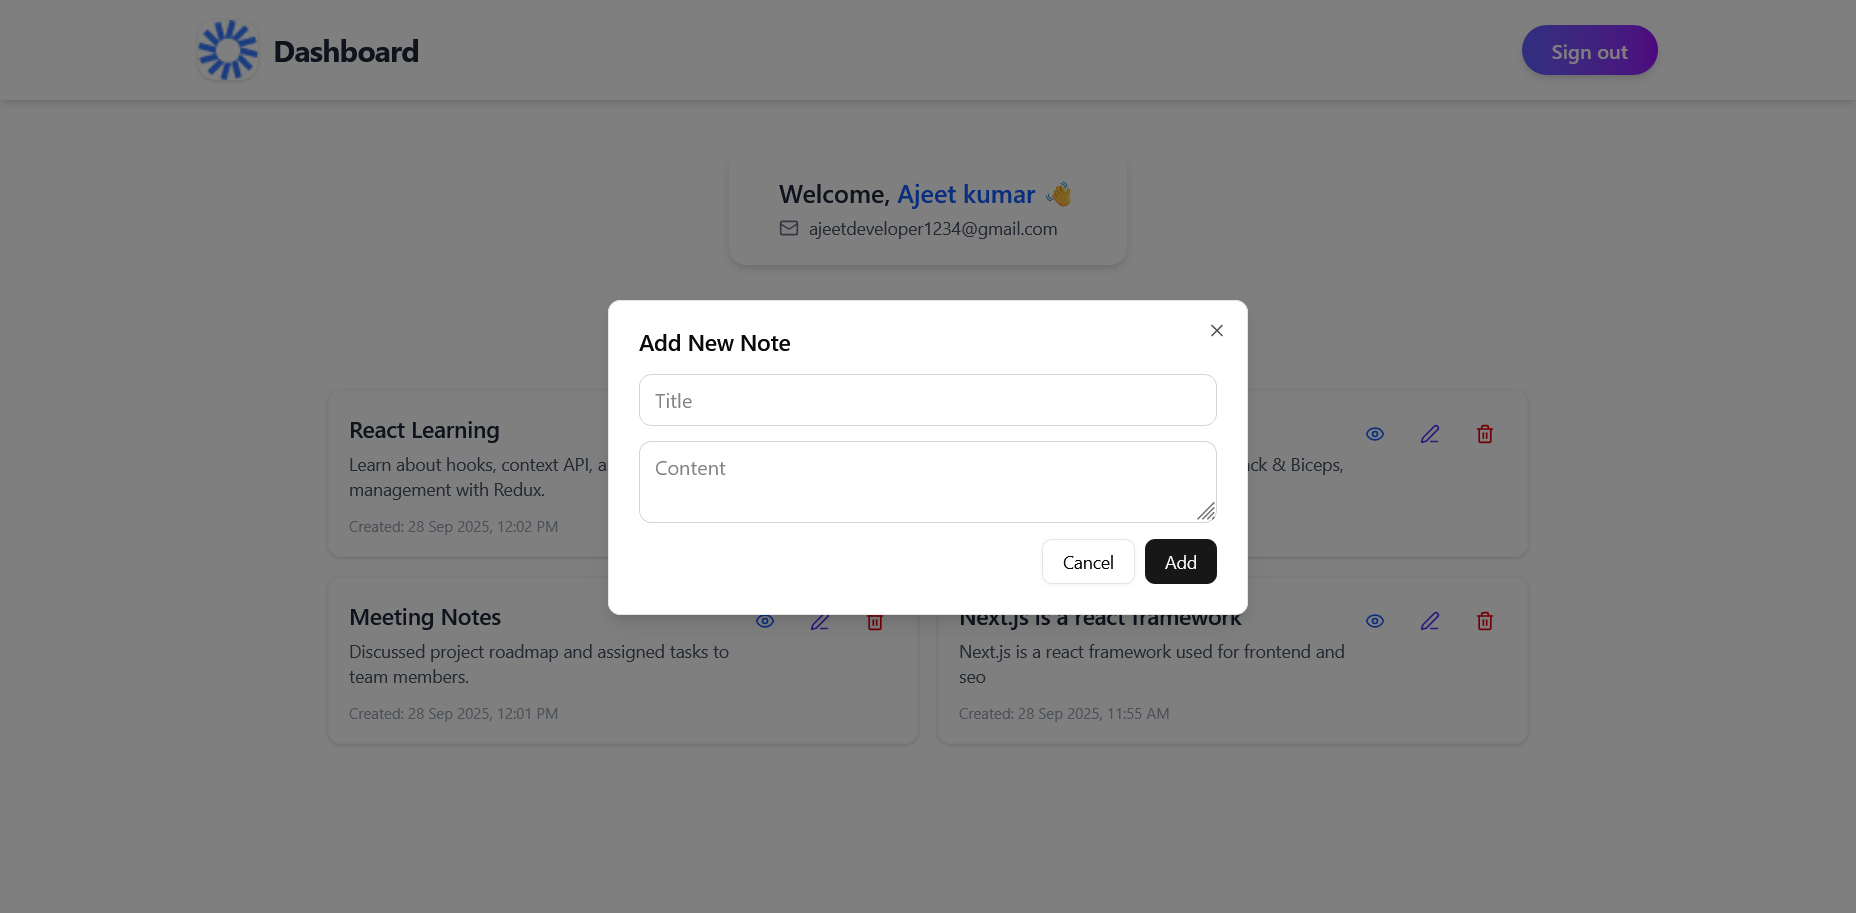 Dashboard
Sign out
Welcome, Ajeet kumar 👋
ajeetdeveloper1234@gmail.com
Add New Note
Title
Content
Cancel
Add
React Learning
Learn about hooks, context API,
management with Redux.
Created: 28 Sep 2025, 12:02 PM
& Biceps,
Meeting Notes
Discussed project roadmap and assigned tasks to
team members.
Created: 28 Sep 2025, 12:01 PM
Next.js is a react framework
Next.js is a react framework used for frontend and
seo
Created: 28 Sep 2025, 11:55 AM